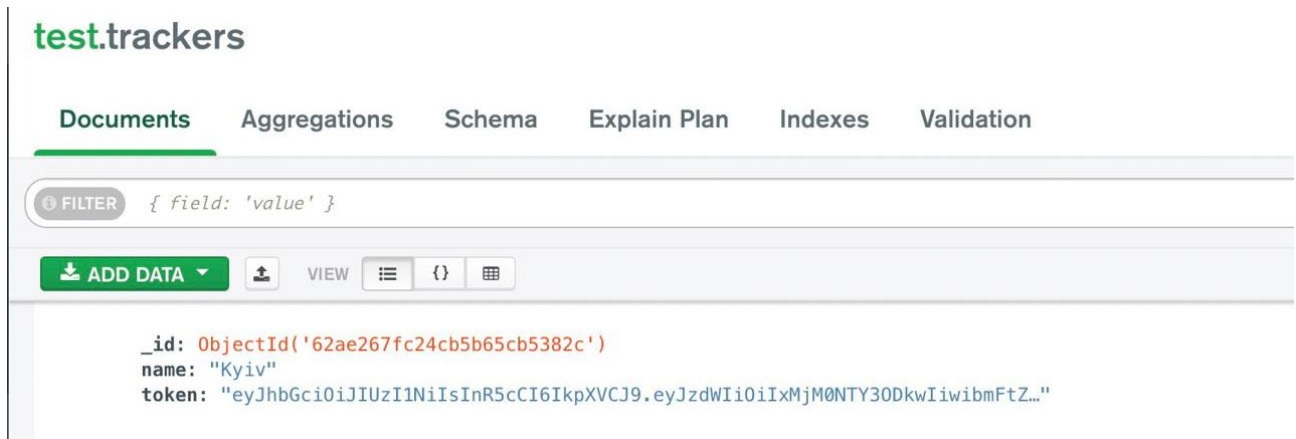 test.trackers
Documents Aggregations Schema Explain Plan Indexes Validation
FILTER { field: 'value' }
ADD DATA VIEW {}
_id: ObjectId('62ae267fc24cb5b65cb5382c')
name: "Kyiv"
token: "eyJhbGciOiJIUzI1NiIsInR5cCI6IkpXVCJ9.eyJzdWIiOiIxMjM0NTY3ODkwIiwibmFtZ…"